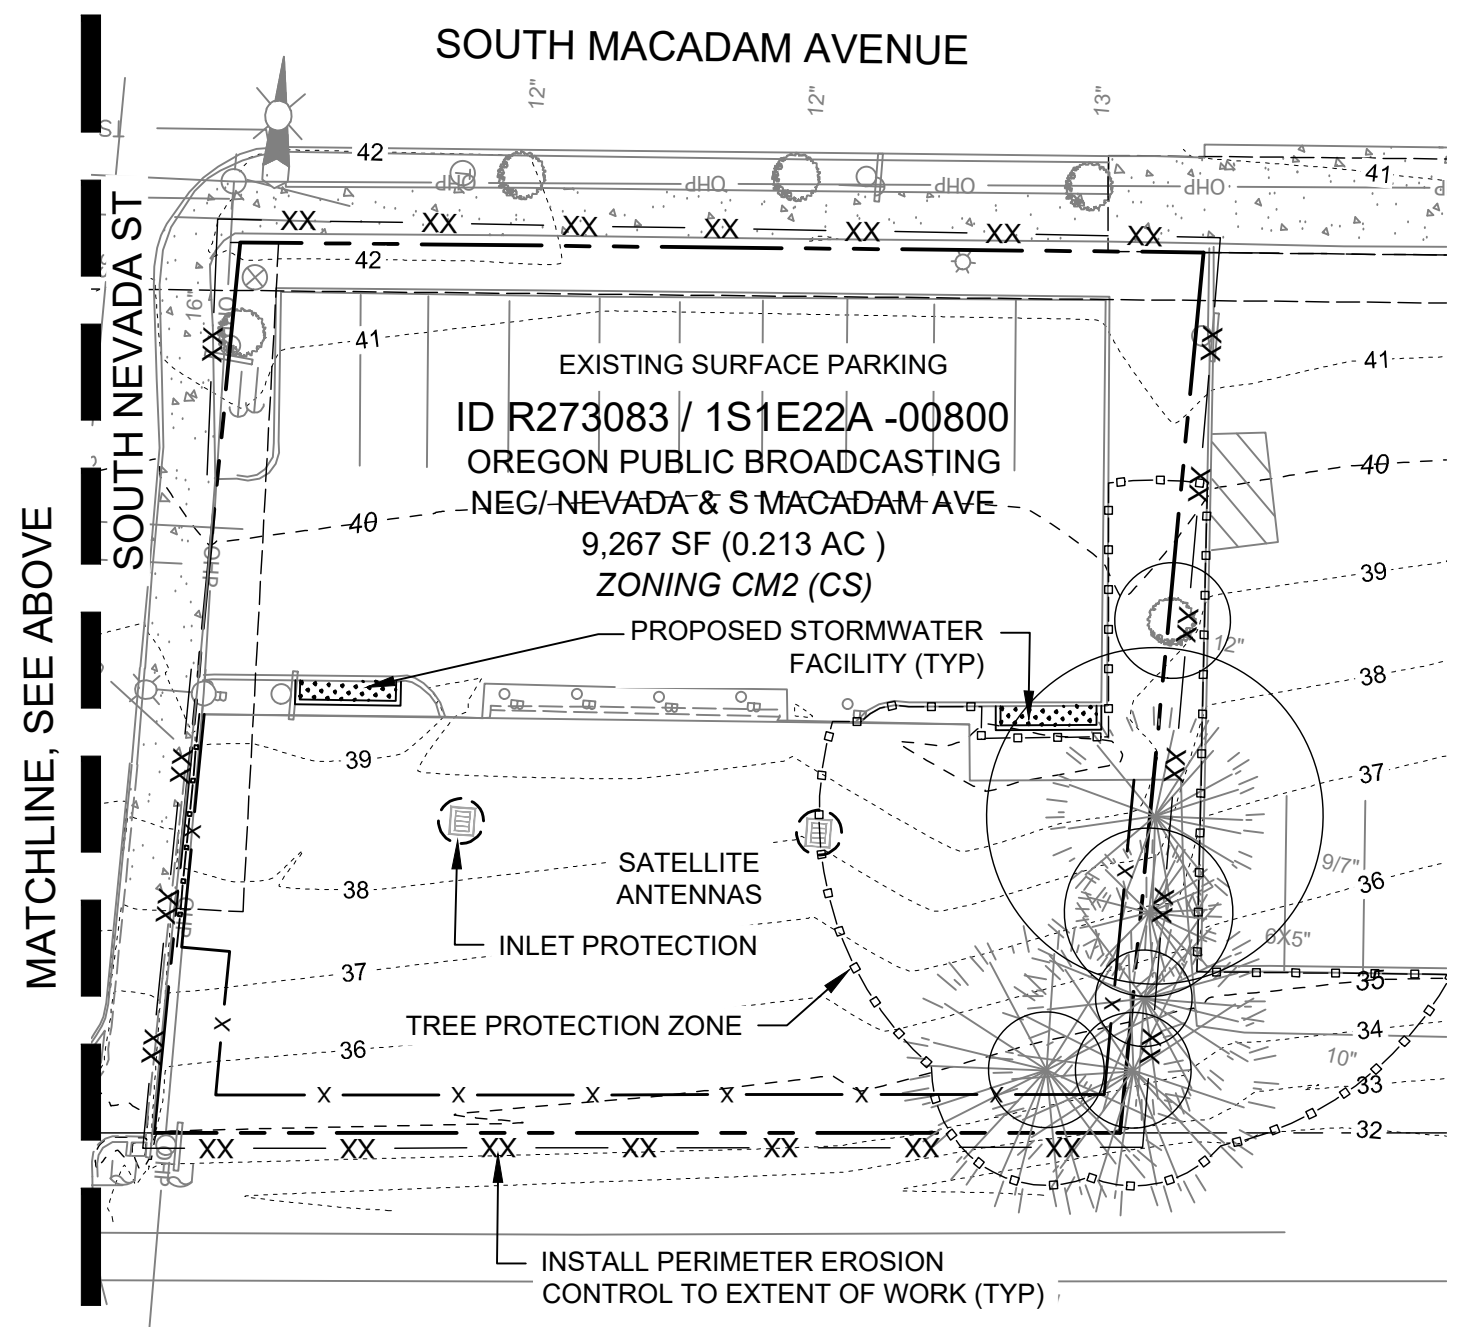 SOUTH MACADAM AVENUE
12"
12"
13"
TS
42
41
OHP
OHP
OHP
OHP
XX XX XX XX XX XX XX
42
SOUTH NEVADA ST
16"
41
41
EXISTING SURFACE PARKING
ID R273083 / 1S1E22A -00800
OREGON PUBLIC BROADCASTING
NEC/ NEVADA & S MACADAM AVE
9,267 SF (0.213 AC )
ZONING CM2 (CS)
40
40
OHP
39
PROPOSED STORMWATER
FACILITY (TYP)
12"
38
MATCHLINE, SEE ABOVE
39
37
SATELLITE
ANTENNAS
9/7"
38
36
INLET PROTECTION
6X5"
37
35
TREE PROTECTION ZONE
34
36
10"
33
X X X X X X
32
XX XX XX XX XX XX XX
INSTALL PERIMETER EROSION
CONTROL TO EXTENT OF WORK (TYP)